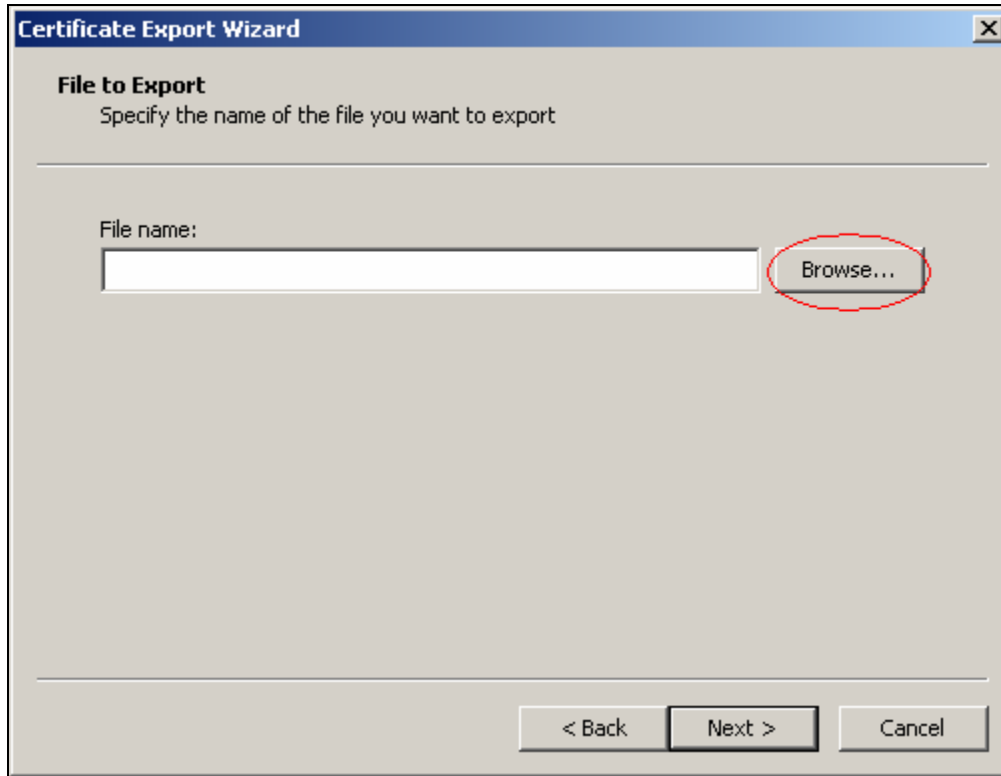 Certificate Export Wizard
File to Export
Specify the name of the file you want to export
File name:
Browse...
< Back Next > Cancel